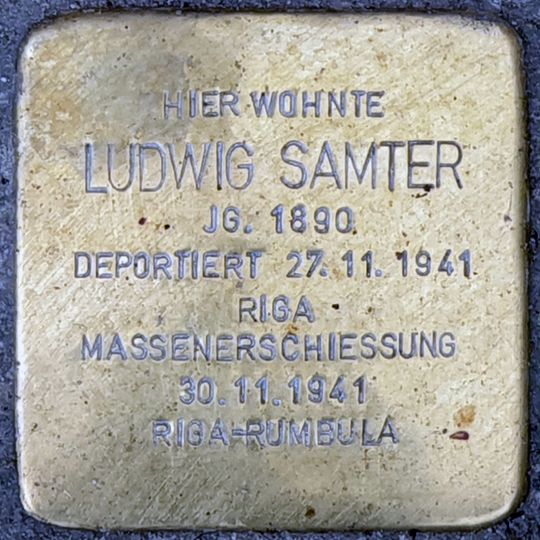 HIER WOHNTE
LUDWIG SAMTER
JG. 1890
DEPORTIERT 27.11.1941
RIGA
MASSENERSCHIESSUNG
30.11.1941
RIGA-RUMBULA